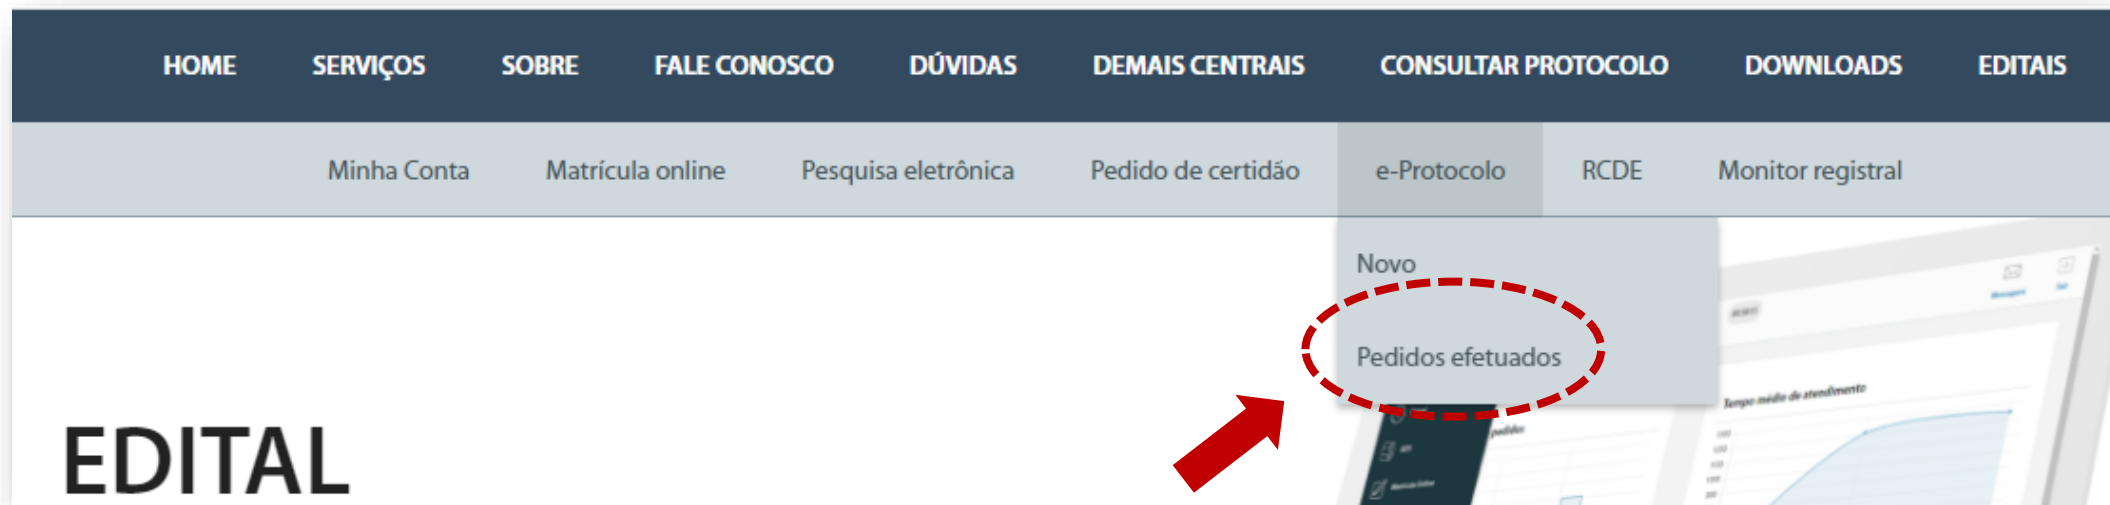 HOME SERVIÇOS SOBRE FALE CONOSCO DÚVIDAS DEMAIS CENTRAIS CONSULTAR PROTOCOLO DOWNLOADS EDITAIS
Minha Conta Matrícula online Pesquisa eletrônica Pedido de certidão e-Protocolo RCDE Monitor registral
Novo
Pedidos efetuados
EDITAL
Tempo médio de atendimento
pedidos